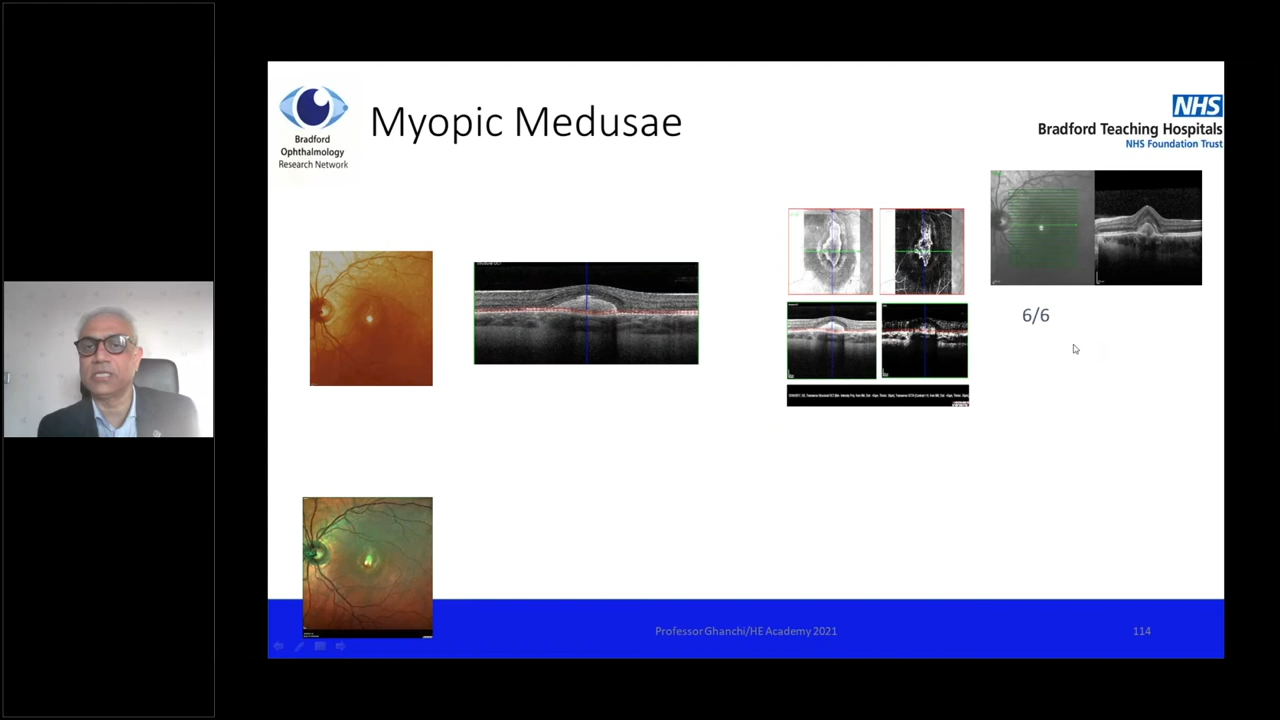 Myopic Medusae
Bradford
Ophthalmology
Research Network
NHS
Bradford Teaching Hospitals
NHS Foundation Trust
6/6
Professor Ghanchi/HE Academy 2021
114